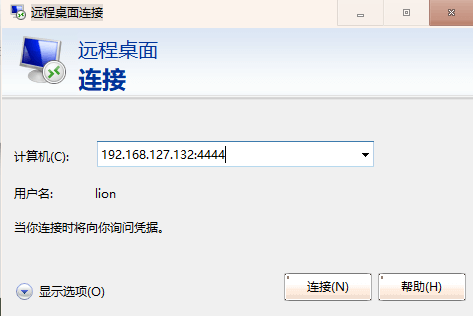 远程桌面连接
远程桌面
连接
计算机(C):
192.168.127.132:4444
用户名:
lion
当你连接时将向你询问凭据。
显示选项(O)
连接(N)
帮助(H)